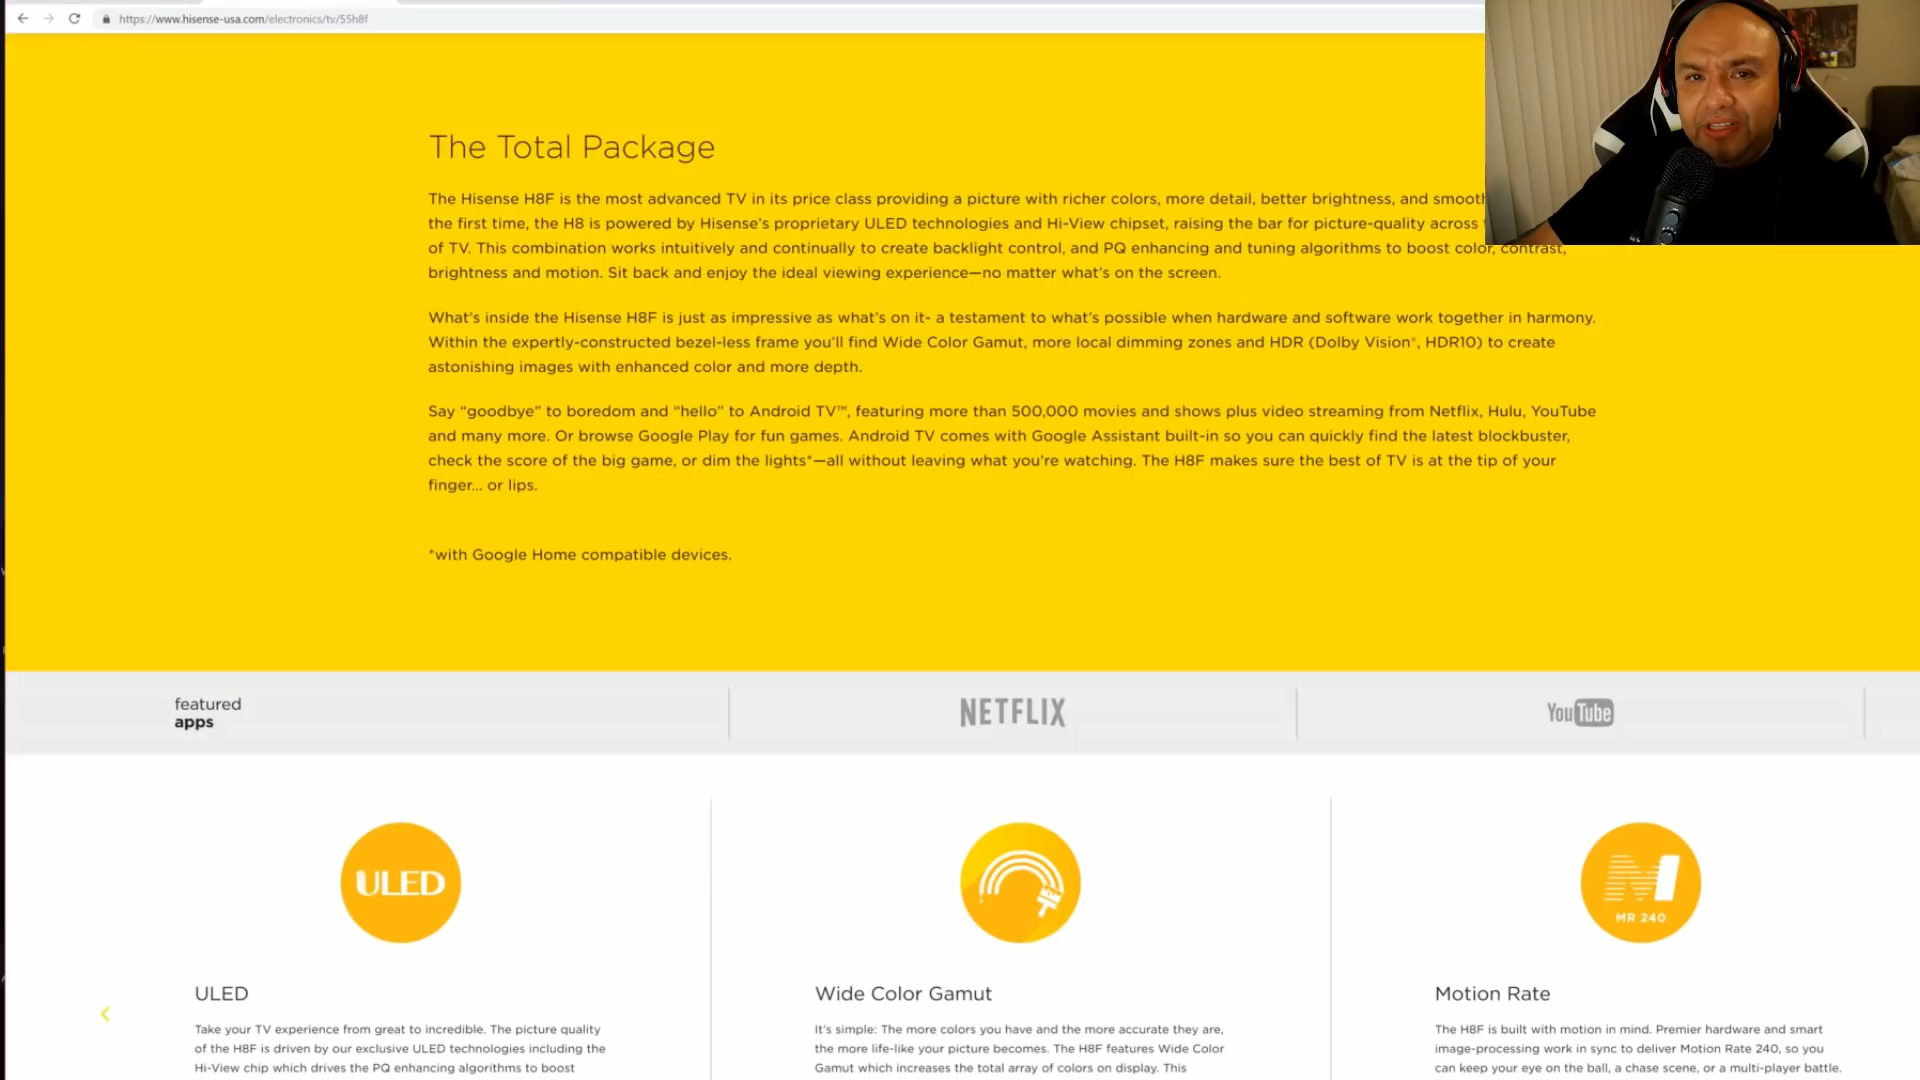 https://www.hisense-usa.com/electronics/tv/55h8f
The Total Package
The Hisense H8F is the most advanced TV in its price class providing a picture with richer colors, more detail, better brightness, and smooth
the first time, the H8 is powered by Hisense's proprietary ULED technologies and Hi-View chipset, raising the bar for picture-quality across
of TV. This combination works intuitively and continually to create backlight control, and PQ enhancing and tuning algorithms to boost color, contrast,
brightness and motion. Sit back and enjoy the ideal viewing experience—no matter what's on the screen.
What's inside the Hisense H8F is just as impressive as what's on it- a testament to what's possible when hardware and software work together in harmony.
Within the expertly-constructed bezel-less frame you'll find Wide Color Gamut, more local dimming zones and HDR (Dolby Vision®, HDR10) to create
astonishing images with enhanced color and more depth.
Say “goodbye” to boredom and “hello” to Android TV™, featuring more than 500,000 movies and shows plus video streaming from Netflix, Hulu, YouTube
and many more. Or browse Google Play for fun games. Android TV comes with Google Assistant built-in so you can quickly find the latest blockbuster,
check the score of the big game, or dim the lights*—all without leaving what you're watching. The H8F makes sure the best of TV is at the tip of your
finger... or lips.
*with Google Home compatible devices.
featured
apps
NETFLIX
YouTube
ULED
MR 240
ULED
Take your TV experience from great to incredible. The picture quality
of the H8F is driven by our exclusive ULED technologies including the
Hi-View chip which drives the PQ enhancing algorithms to boost
Wide Color Gamut
It's simple: The more colors you have and the more accurate they are,
the more life-like your picture becomes. The H8F features Wide Color
Gamut which increases the total array of colors on display. This
Motion Rate
The H8F is built with motion in mind. Premier hardware and smart
image-processing work in sync to deliver Motion Rate 240, so you
can keep your eye on the ball, a chase scene, or a multi-player battle.